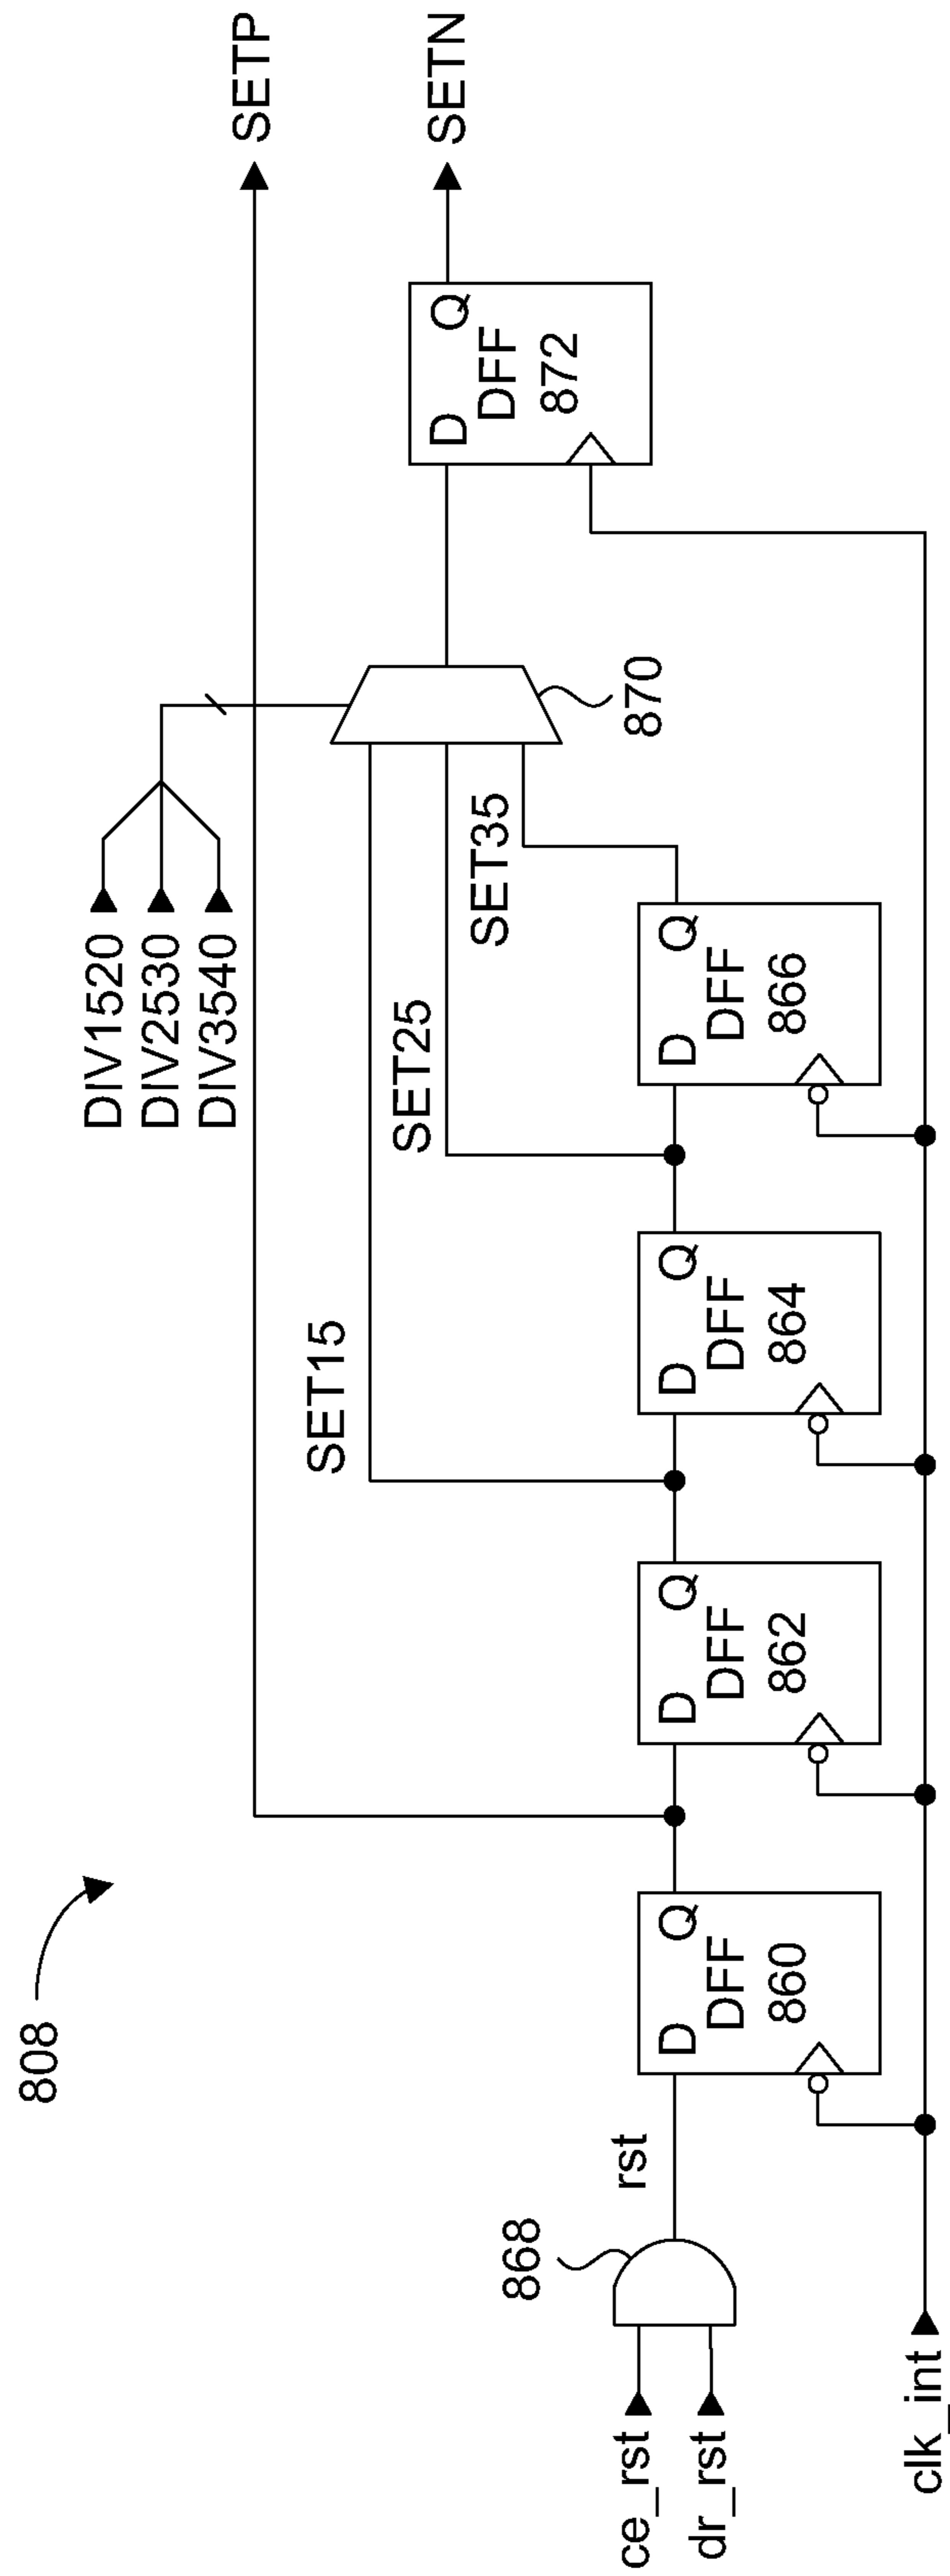 808
DIV1520
DIV2530
DIV3540
SETP
SETN
SET15
SET25
SET35
870
D Q
DFF
872
868
ce_rst
dr_rst
rst
D Q
DFF
860
D Q
DFF
862
D Q
DFF
864
D Q
DFF
866
clk_int